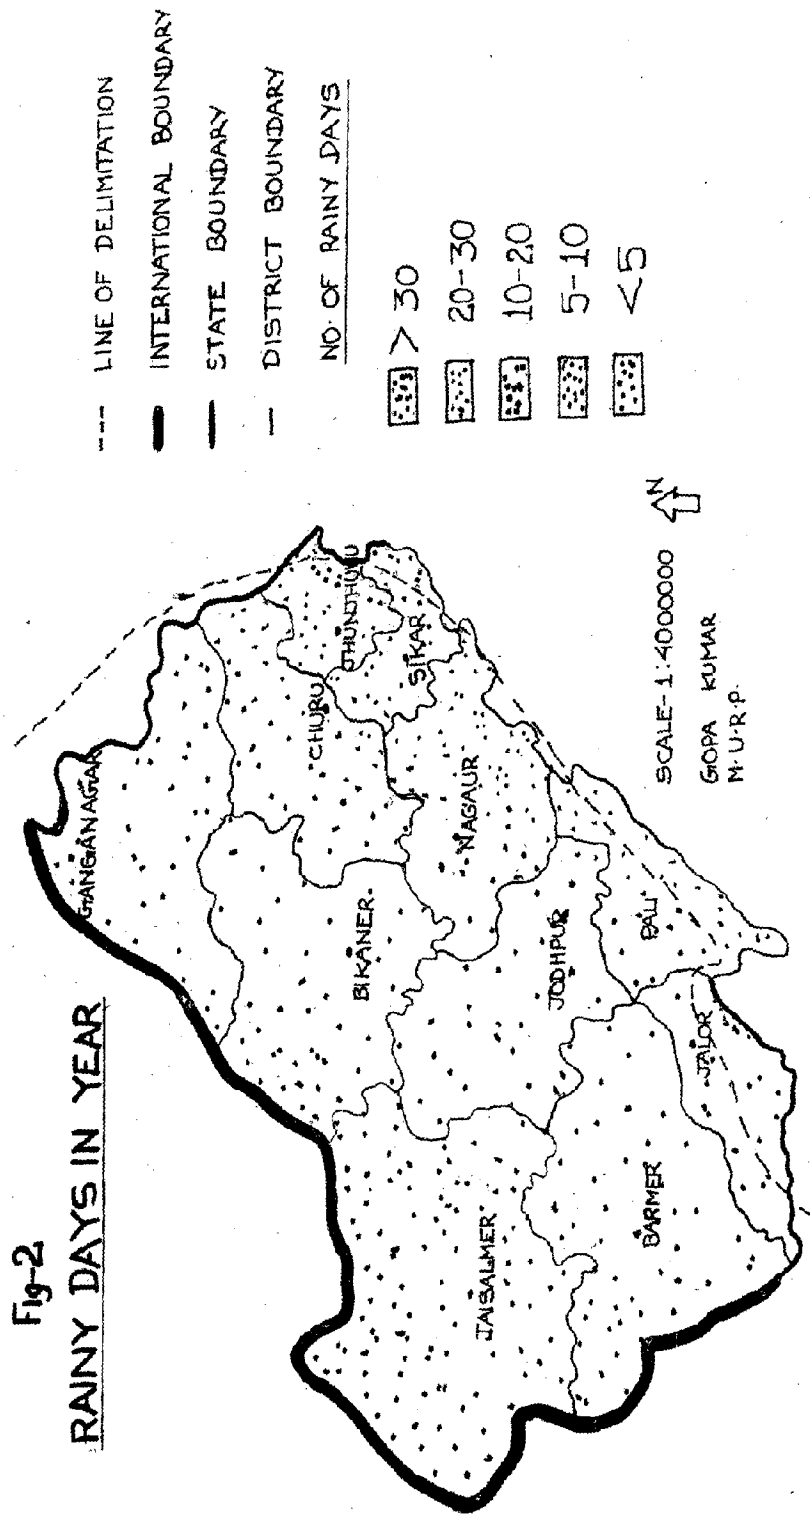 Fig-2.
RAINY DAYS IN YEAR
GANGANAGAR
CHURU
JHUNJHUNU
SIKAR
BIKANER
NAGAUR
JAISALMER
JODHPUR
BARMER
JALOR
PALI
--- LINE OF DELIMITATION
INTERNATIONAL BOUNDARY
STATE BOUNDARY
DISTRICT BOUNDARY
NO. OF RAINY DAYS
> 30
20-30
10-20
5-10
<5
N
SCALE-1:4000000
GOPA KUMAR
M.U.R.P.